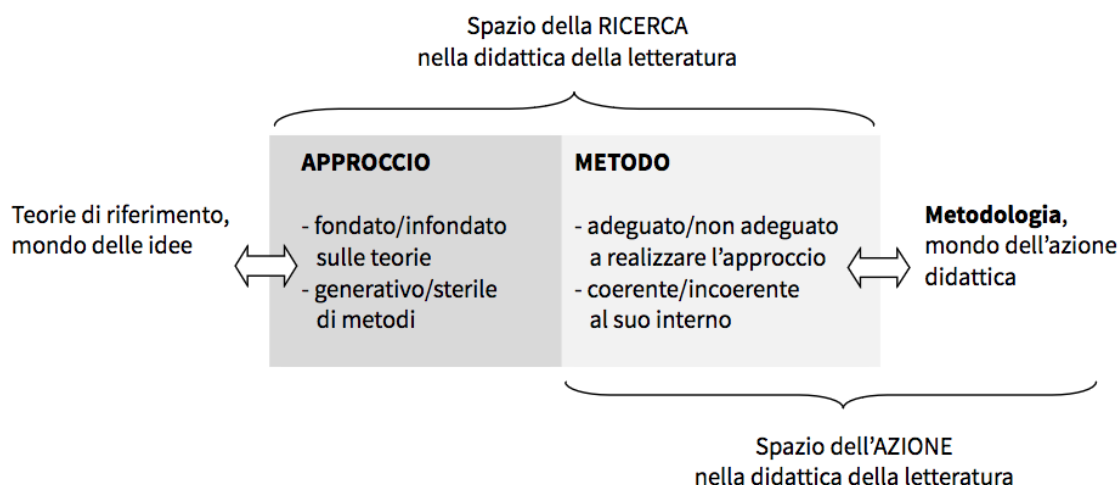 Spazio della RICERCA
nella didattica della letteratura
Teorie di riferimento,
mondo delle idee
APPROCCIO
- fondato/infondato
sulle teorie
- generativo/sterile
di metodi
METODO
- adeguato/non adeguato
a realizzare l'approccio
- coerente/incoerente
al suo interno
Metodologia,
mondo dell'azione
didattica
Spazio dell'AZIONE
nella didattica della letteratura